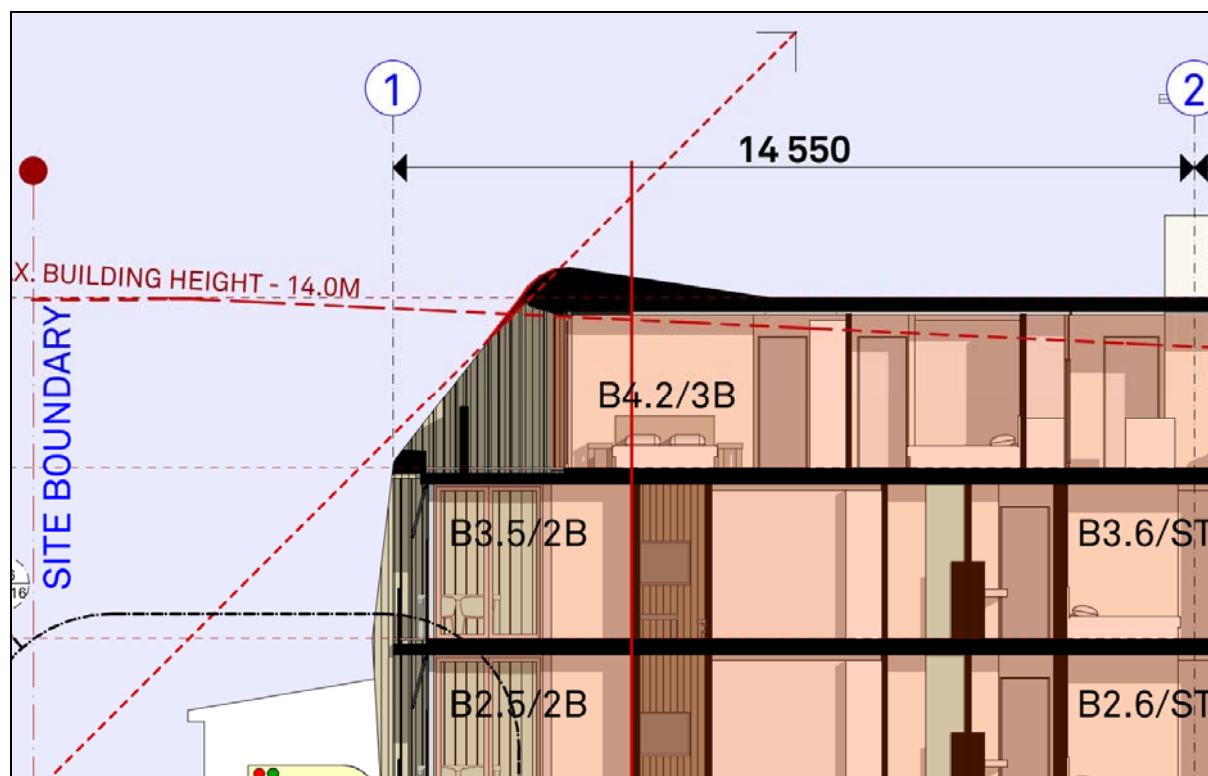 1
2
14 550
X. BUILDING HEIGHT - 14.0M
SITE BOUNDARY
B4.2/3B
B3.5/2B
B3.6/ST
16
B2.5/2B
B2.6/ST